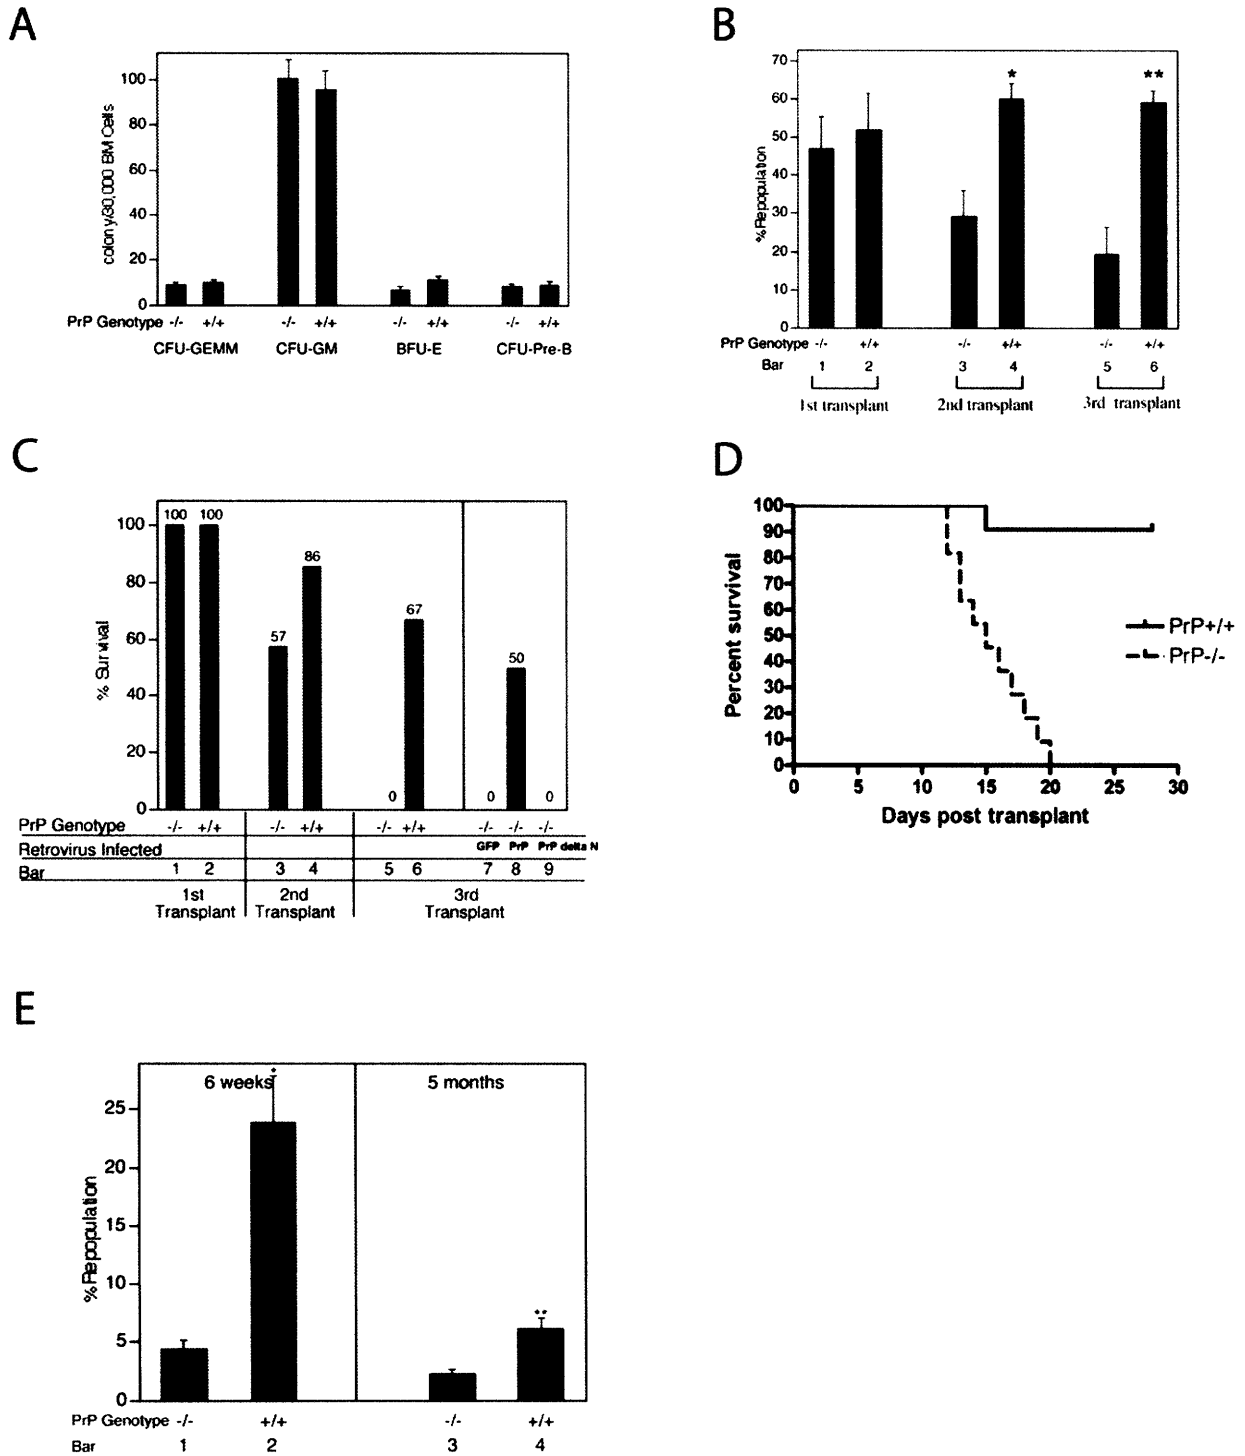 A
colony/30,000 BM Cells
100
80
60
40
20
0
PrP Genotype -/- +/+ -/- +/+ -/- +/+ -/- +/+
CFU-GEMM CFU-GM BFU-E CFU-Pre-B
B
%Repopulation
70
60
50
40
30
20
10
0
* **
PrP Genotype -/- +/+ -/- +/+ -/- +/+
Bar 1 2 3 4 5 6
1st transplant 2nd transplant 3rd transplant
C
% Survival
100
80
60
40
20
0
100 100 57 86 0 67 0 50 0
PrP Genotype -/- +/+ -/- +/+ -/- +/+ -/- -/- -/-
Retrovirus Infected GFP PrP PrP delta N
Bar 1 2 3 4 5 6 7 8 9
1st Transplant 2nd Transplant 3rd Transplant
D
Percent survival
100
90
80
70
60
50
40
30
20
10
0
0 5 10 15 20 25 30
Days post transplant
PrP+/+
PrP-/-
E
%Repopulation
25
20
15
10
5
0
6 weeks * 5 months
**
PrP Genotype -/- +/+ -/- +/+
Bar 1 2 3 4